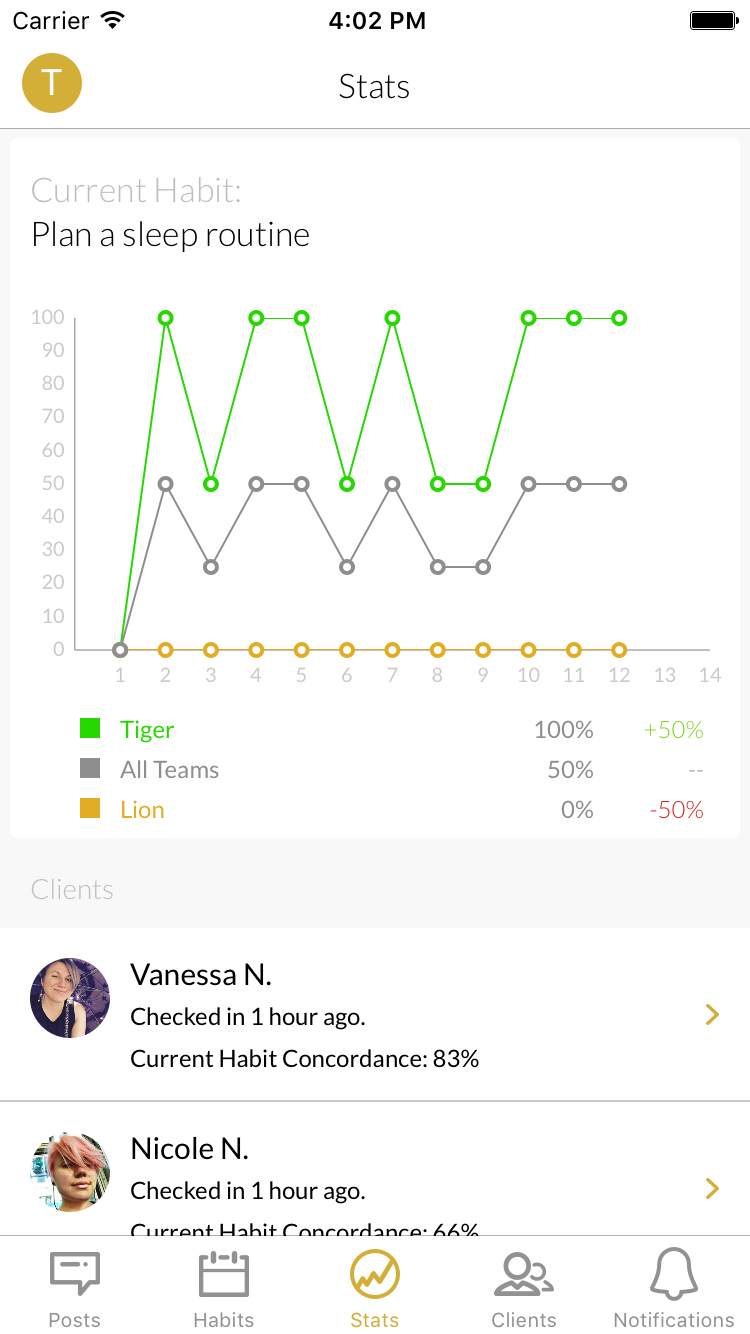 Carrier 4:02 PM
T Stats
Current Habit:
Plan a sleep routine
100
90
80
70
60
50
40
30
20
10
0
1 2 3 4 5 6 7 8 9 10 11 12 13 14
Tiger 100% +50%
All Teams 50% --
Lion 0% -50%
Clients
Vanessa N.
Checked in 1 hour ago.
Current Habit Concordance: 83%
Nicole N.
Checked in 1 hour ago.
Current Habit Concordance: 66%
Posts Habits Stats Clients Notifications